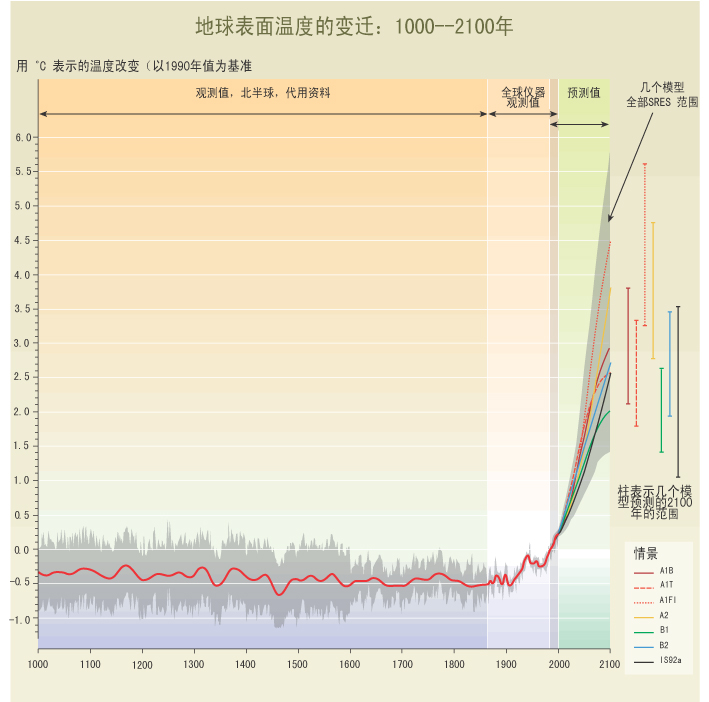 地球表面温度的变迁：1000--2100年
用 °C 表示的温度改变（以1990年值为基准
观测值，北半球，代用资料
全球仪器
观测值
预测值
几个模型
全部SRES 范围
6.0
5.5
5.0
4.5
4.0
3.5
3.0
2.5
2.0
1.5
1.0
0.5
0.0
-0.5
-1.0
1000 1100 1200 1300 1400 1500 1600 1700 1800 1900 2000 2100
柱表示几个模
型预测的2100
年的范围
情景
A1B
A1T
A1FI
A2
B1
B2
IS92a